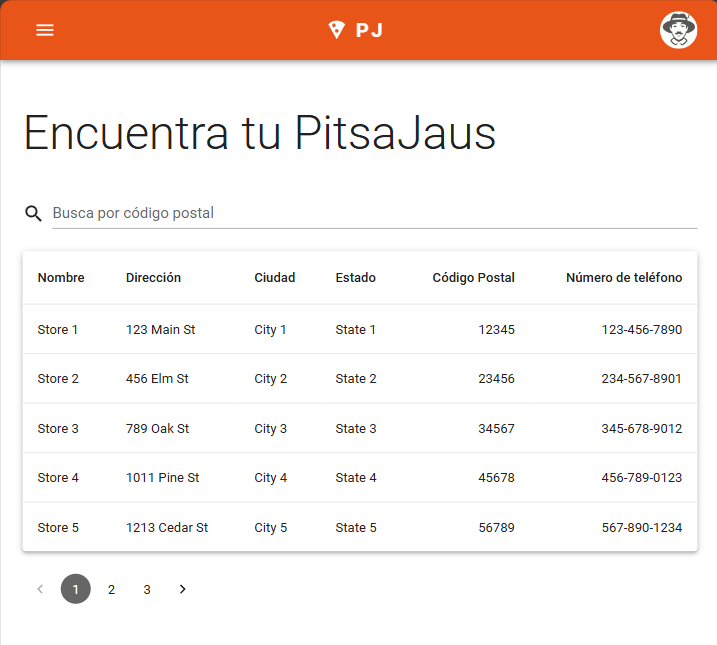 PJ
Encuentra tu PitsaJaus
Busca por código postal
Nombre Dirección Ciudad Estado Código Postal Número de teléfono
Store 1 123 Main St City 1 State 1 12345 123-456-7890
Store 2 456 Elm St City 2 State 2 23456 234-567-8901
Store 3 789 Oak St City 3 State 3 34567 345-678-9012
Store 4 1011 Pine St City 4 State 4 45678 456-789-0123
Store 5 1213 Cedar St City 5 State 5 56789 567-890-1234
1 2 3